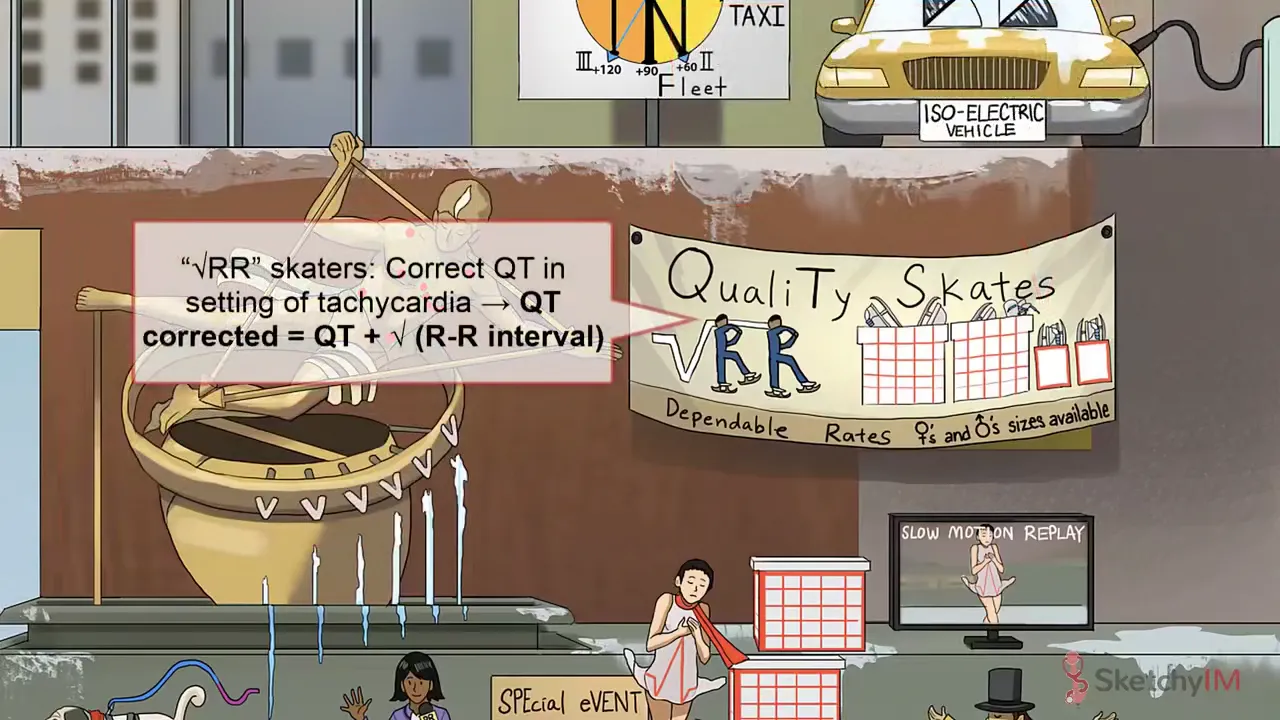 TAXI
III
+120
+90
+60
II
Fleet
ISO-ELECTRIC
VEHICLE
"√RR" skaters: Correct QT in
setting of tachycardia → QT
corrected = QT + √ (R-R interval)
QualiTy Skates
√RR
Dependable Rates ♀'s and ♂'s sizes available
V V V V V V
SLOW MOTION REPLAY
SPEcial eVENT
SketchyIM